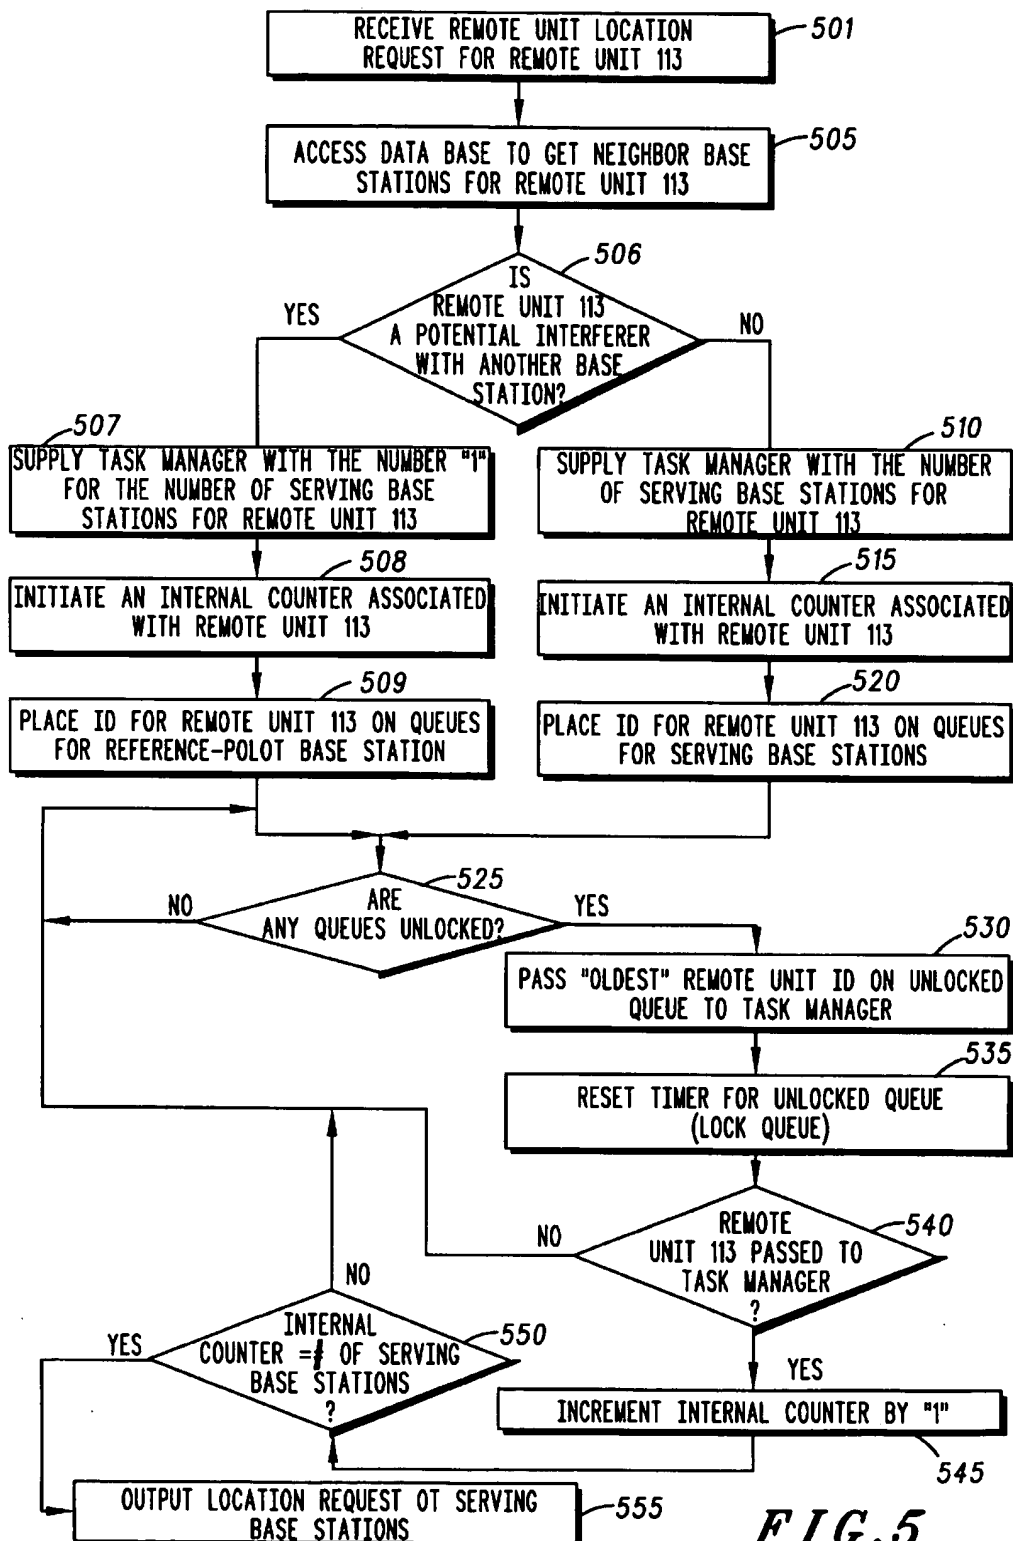 RECEIVE REMOTE UNIT LOCATION
REQUEST FOR REMOTE UNIT 113
501
ACCESS DATA BASE TO GET NEIGHBOR BASE
STATIONS FOR REMOTE UNIT 113
505
506
IS
REMOTE UNIT 113
A POTENTIAL INTERFERER
WITH ANOTHER BASE
STATION?
YES
NO
507
SUPPLY TASK MANAGER WITH THE NUMBER "1"
FOR THE NUMBER OF SERVING BASE
STATIONS FOR REMOTE UNIT 113
510
SUPPLY TASK MANAGER WITH THE NUMBER
OF SERVING BASE STATIONS FOR
REMOTE UNIT 113
508
INITIATE AN INTERNAL COUNTER ASSOCIATED
WITH REMOTE UNIT 113
515
INITIATE AN INTERNAL COUNTER ASSOCIATED
WITH REMOTE UNIT 113
509
PLACE ID FOR REMOTE UNIT 113 ON QUEUES
FOR REFERENCE-POLOT BASE STATION
520
PLACE ID FOR REMOTE UNIT 113 ON QUEUES
FOR SERVING BASE STATIONS
525
ARE
ANY QUEUES UNLOCKED?
NO
YES
530
PASS "OLDEST" REMOTE UNIT ID ON UNLOCKED
QUEUE TO TASK MANAGER
535
RESET TIMER FOR UNLOCKED QUEUE
(LOCK QUEUE)
540
REMOTE
UNIT 113 PASSED TO
TASK MANAGER
?
NO
YES
INCREMENT INTERNAL COUNTER BY "1"
545
NO
550
INTERNAL
COUNTER =# OF SERVING
BASE STATIONS
?
YES
OUTPUT LOCATION REQUEST OT SERVING
BASE STATIONS
555
FIG.5